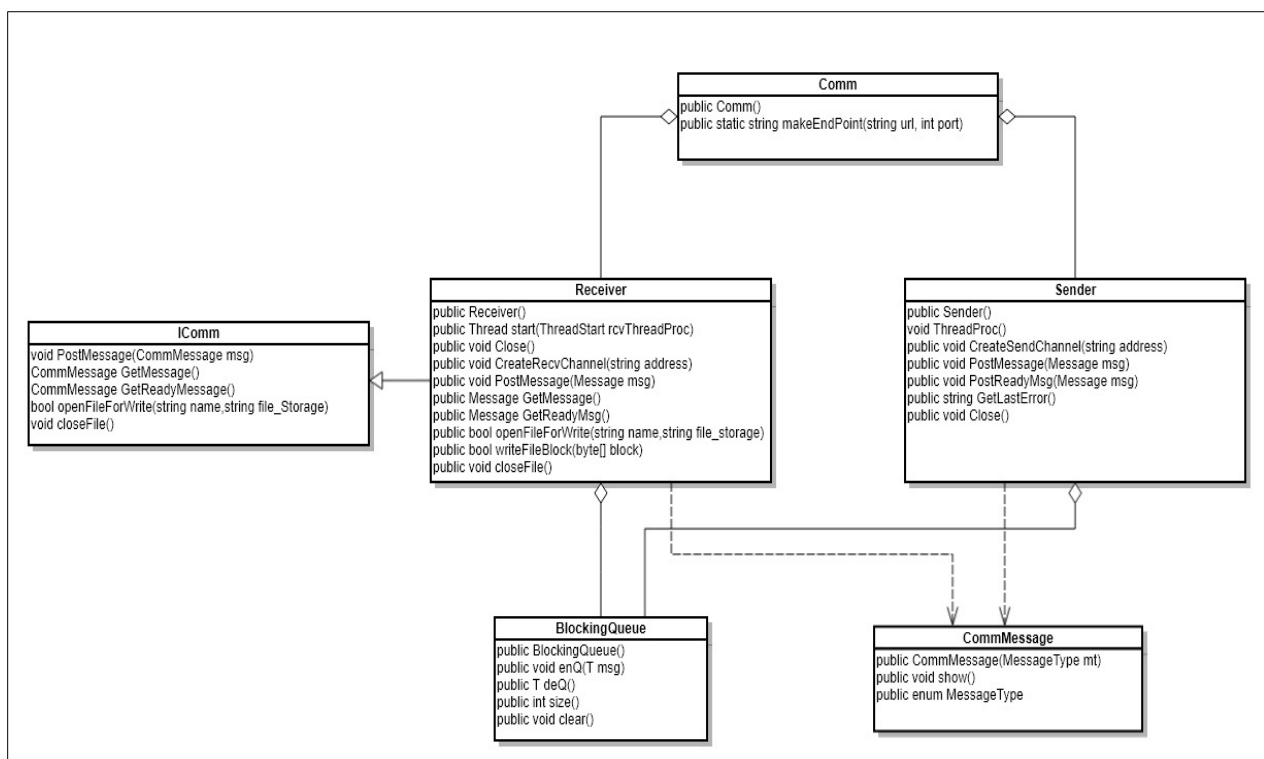 Comm
public Comm()
public static string makeEndPoint(string url, int port)
Receiver
public Receiver()
public Thread start(ThreadStart rcvThreadProc)
public void Close()
public void CreateRecvChannel(string address)
public void PostMessage(Message msg)
public Message GetMessage()
public Message GetReadyMsg()
public bool openFileForWrite(string name,string file_storage)
public bool writeFileBlock(byte[] block)
public void closeFile()
Sender
public Sender()
void ThreadProc()
public void CreateSendChannel(string address)
public void PostMessage(Message msg)
public void PostReadyMsg(Message msg)
public string GetLastError()
public void Close()
IComm
void PostMessage(CommMessage msg)
CommMessage GetMessage()
CommMessage GetReadyMessage()
bool openFileForWrite(string name,string file_Storage)
void closeFile()
BlockingQueue
public BlockingQueue()
public void enQ(T msg)
public T deQ()
public int size()
public void clear()
CommMessage
public CommMessage(MessageType mt)
public void show()
public enum MessageType